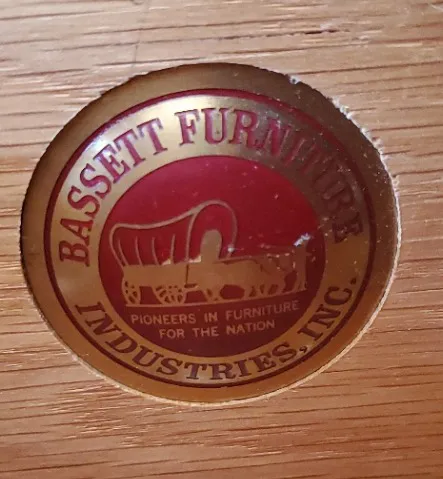 BASSETT FURNITURE
PIONEERS IN FURNITURE
FOR THE NATION
INDUSTRIES, INC.